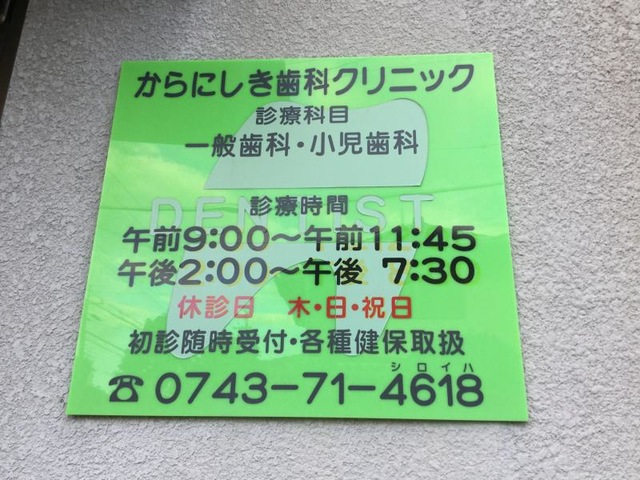 からにしき歯科クリニック
診療科目
一般歯科・小児歯科
診療時間
DENTIST
午前9:00〜午前11:45
午後2:00〜午後 7:30
休診日 木・日・祝日
初診随時受付・各種健保取扱
シロイハ
☎0743-71-4618